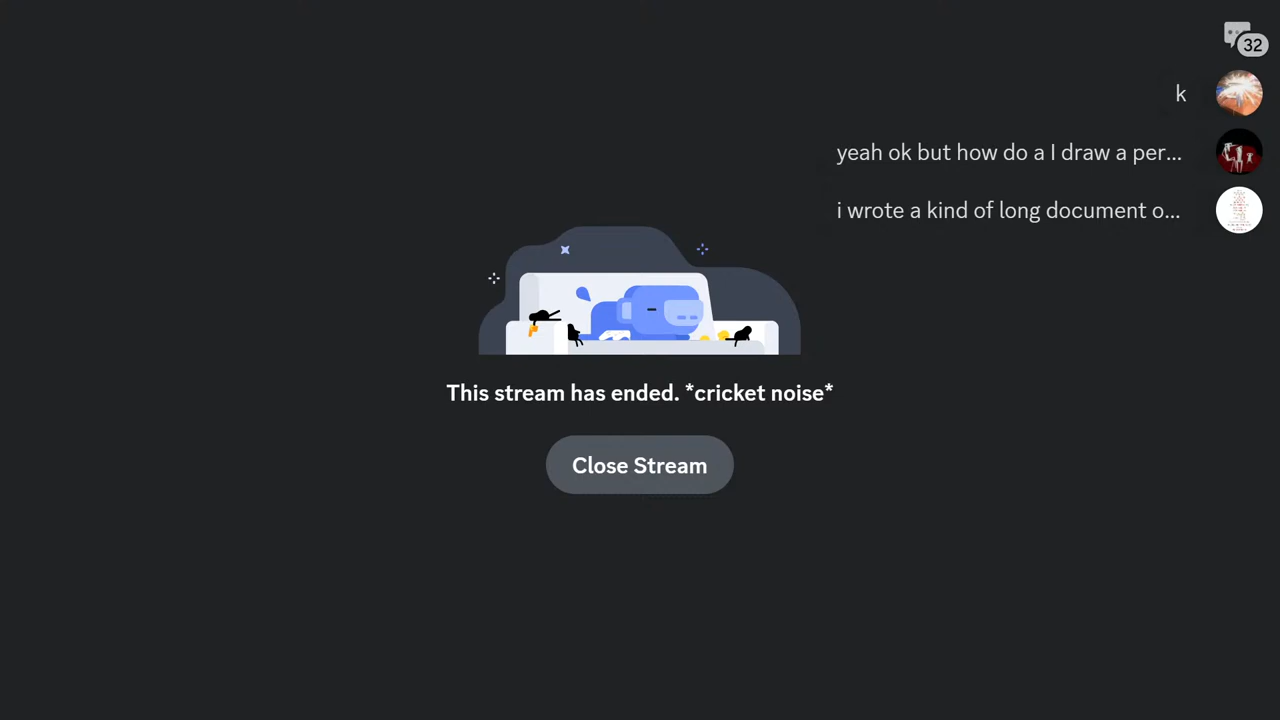 32
k
yeah ok but how do a I draw a per...
i wrote a kind of long document o...
This stream has ended. *cricket noise*
Close Stream